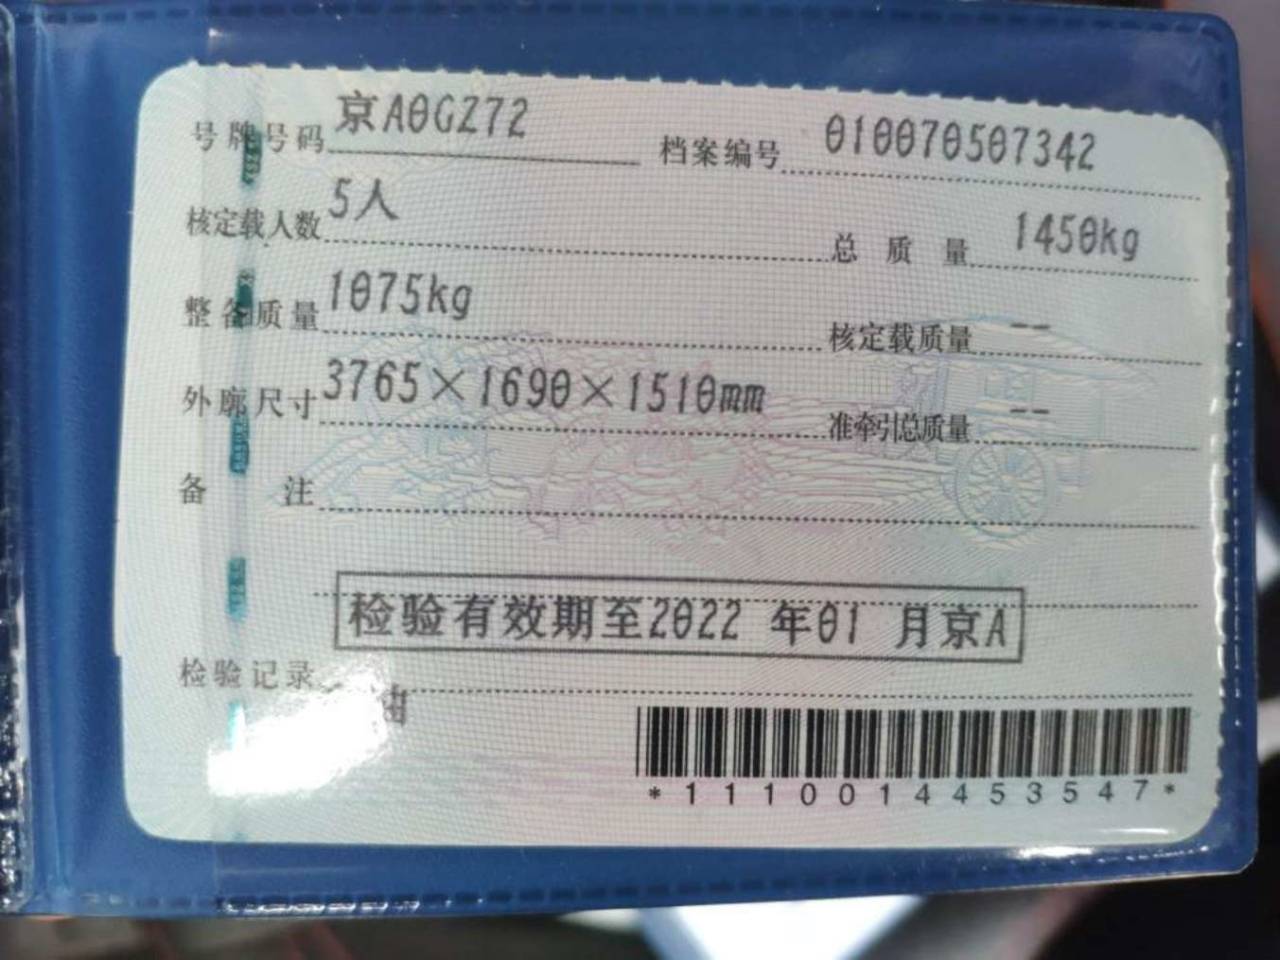 号牌号码 京A0GZ72 档案编号 010070507342
核定载人数 5人 总质量 1450kg
整备质量 1075kg 核定载质量 --
外廓尺寸 3765×1690×1510mm 准牵引总质量 --
备注
检验有效期至2022 年01 月京A
检验记录
油
*1110014453547*